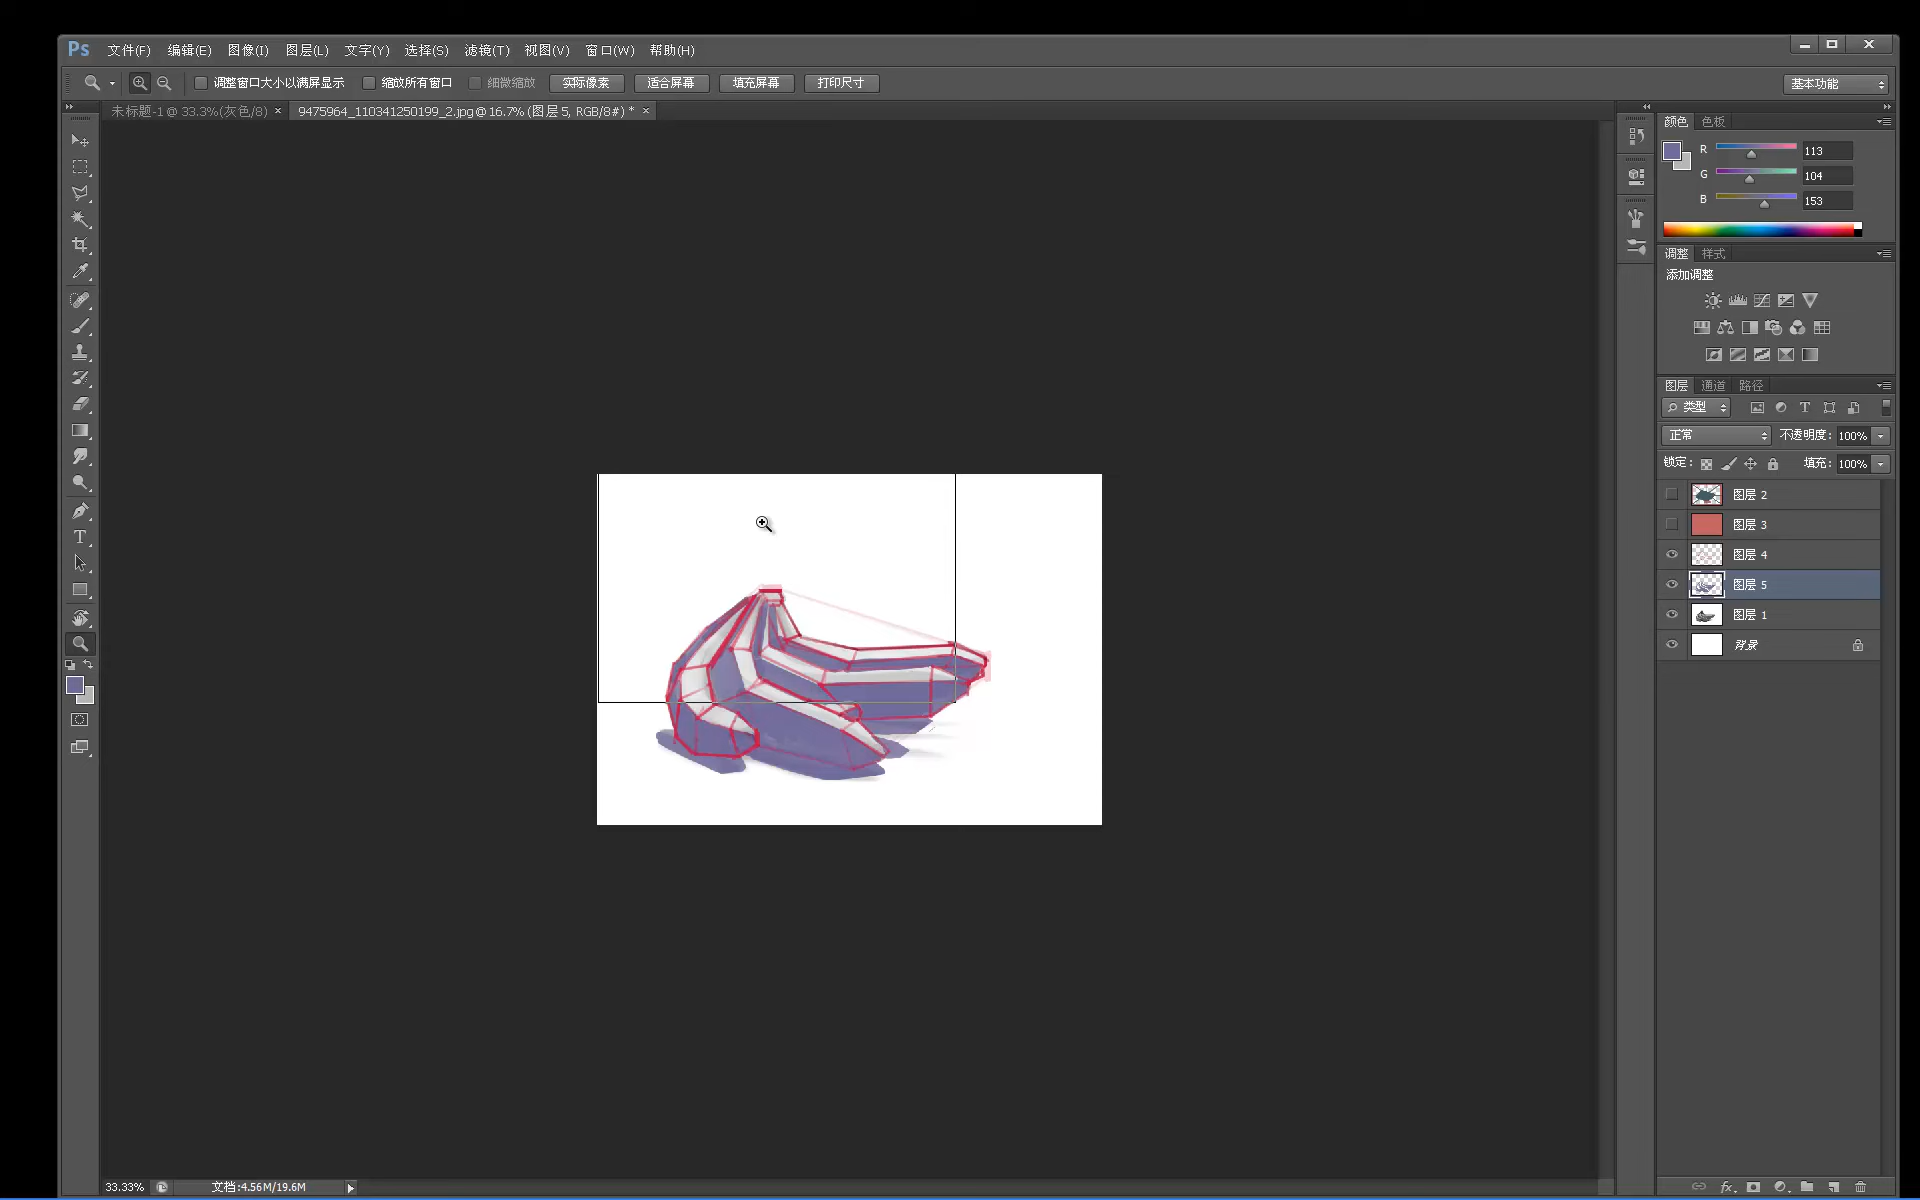 Ps 文件(F) 编辑(E) 图像(I) 图层(L) 文字(Y) 选择(S) 滤镜(T) 视图(V) 窗口(W) 帮助(H)
调整窗口大小以满屏显示 缩放所有窗口 细微缩放 实际像素 适合屏幕 填充屏幕 打印尺寸 基本功能
未标题-1 @ 33.3%(灰色/8) × 9475964_110341250199_2.jpg @ 16.7% (图层 5, RGB/8#) * ×
颜色 色板
R 113
G 104
B 153
调整 样式
添加调整
图层 通道 路径
类型
正常 不透明度: 100%
锁定: 填充: 100%
图层 2
图层 3
图层 4
图层 5
图层 1
背景
33.33% 文档:4.56M/19.6M